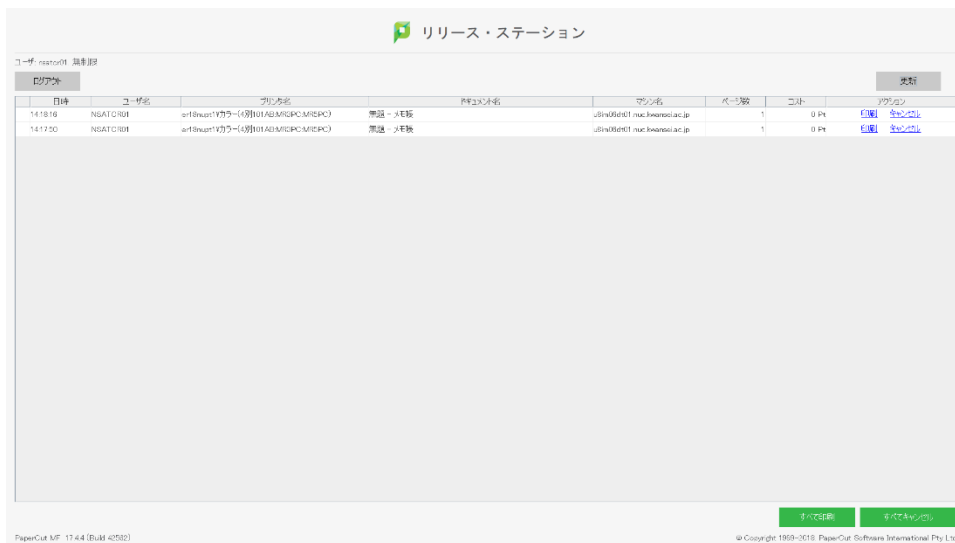 リリース・ステーション
ユーザ: nsator01 無制限
ログアウト 更新
日時 ユーザ名 プリンタ名 ドキュメント名 マシン名 ページ数 コスト アクション
14:18:16 NSATOR01 無題 - メモ帳 1 0 Pt 印刷 キャンセル
14:17:50 NSATOR01 無題 - メモ帳 1 0 Pt 印刷 キャンセル
すべて印刷 すべてキャンセル
PaperCut MF 17.4.4 (Build 42582) © Copyright 1999-2018. PaperCut Software International Pty Ltd